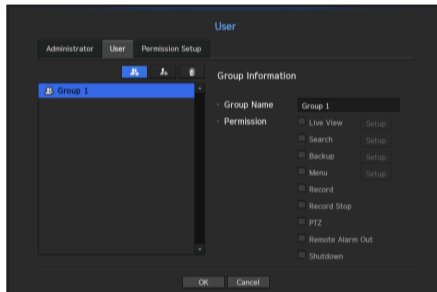 User
Administrator User Permission Setup
Group Information
Group 1
Group Name Group 1
Permission Live View Setup
Search Setup
Backup Setup
Menu Setup
Record
Record Stop
PTZ
Remote Alarm Out
Shutdown
OK Cancel